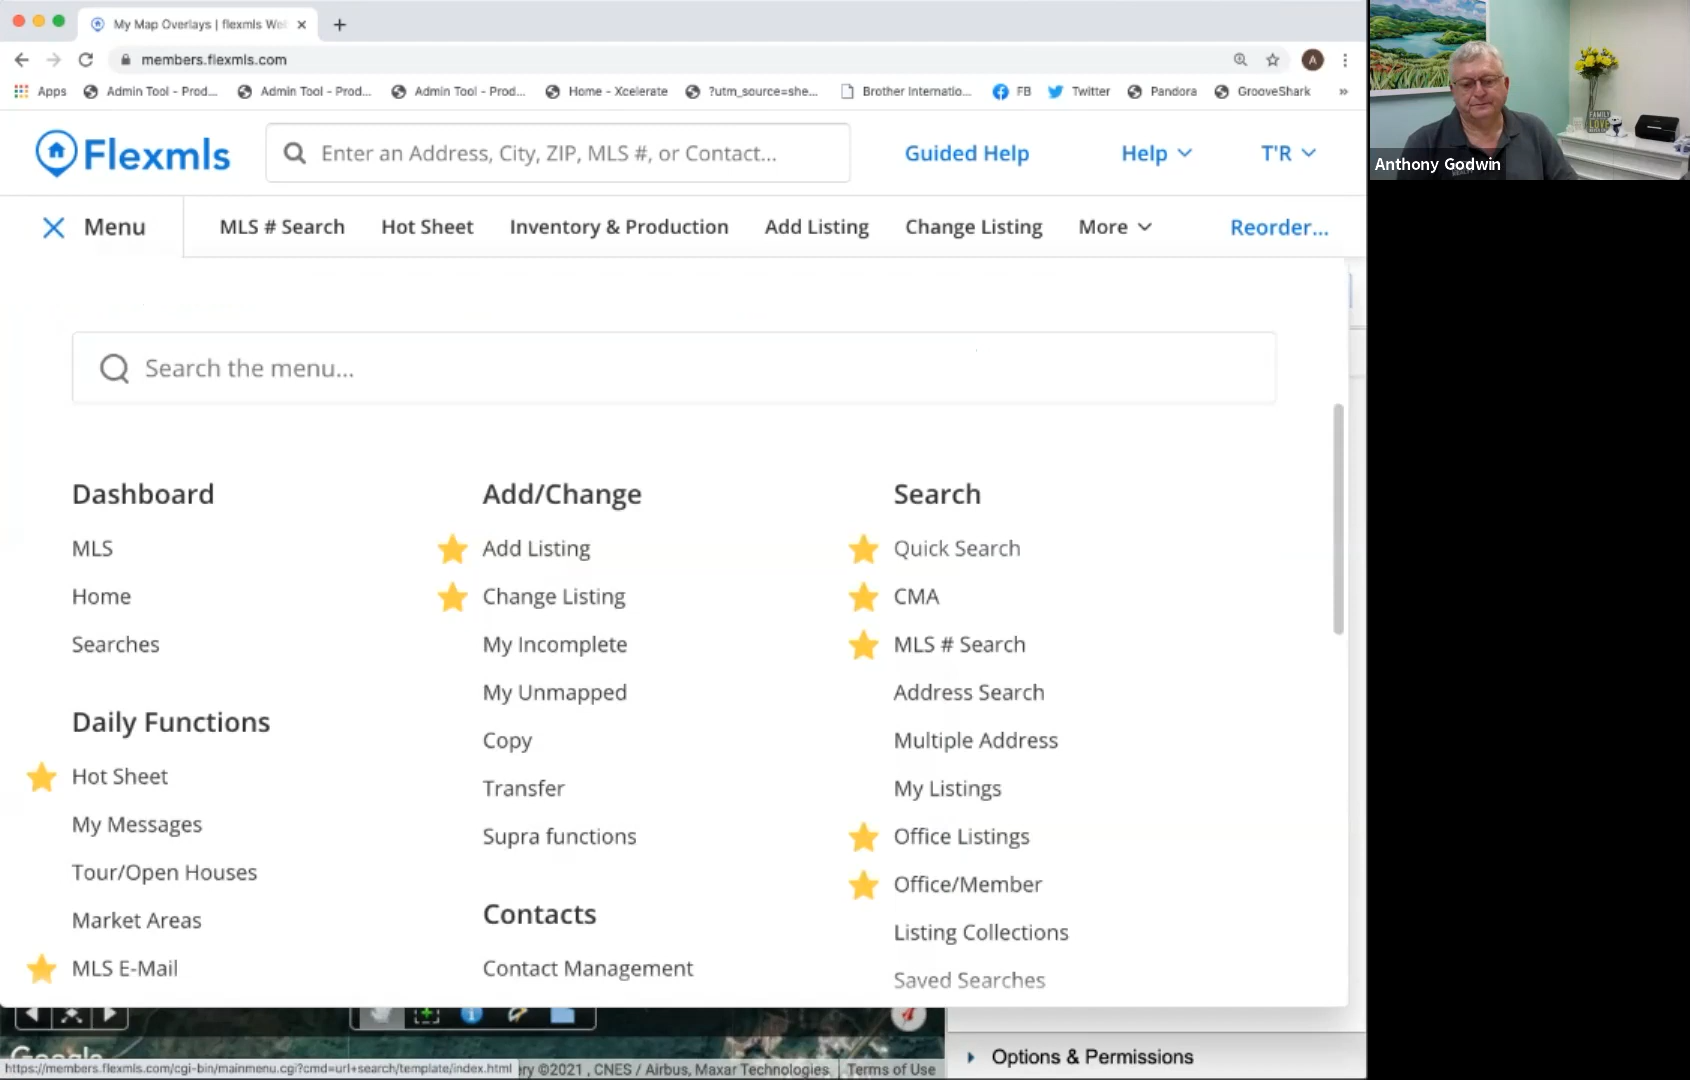 My Map Overlays | flexmls We
members.flexmls.com
Apps
Admin Tool - Prod...
Admin Tool - Prod...
Admin Tool - Prod...
Home - Xcelerate
?utm_source=she...
Brother Internatio...
FB
Twitter
Pandora
GrooveShark
»
A
Flexmls
Enter an Address, City, ZIP, MLS #, or Contact...
Guided Help
Help
T'R
Menu
MLS # Search
Hot Sheet
Inventory & Production
Add Listing
Change Listing
More
Reorder...
Search the menu...
Dashboard
MLS
Home
Searches
Daily Functions
Hot Sheet
My Messages
Tour/Open Houses
Market Areas
MLS E-Mail
Add/Change
Add Listing
Change Listing
My Incomplete
My Unmapped
Copy
Transfer
Supra functions
Contacts
Contact Management
Search
Quick Search
CMA
MLS # Search
Address Search
Multiple Address
My Listings
Office Listings
Office/Member
Listing Collections
Saved Searches
Google
https://members.flexmls.com/cgi-bin/mainmenu.cgi?cmd=url+search/template/index.html
ery ©2021 , CNES / Airbus, Maxar Technologies
Terms of Use
Options & Permissions
FAMILY
LOVE
Anthony Godwin